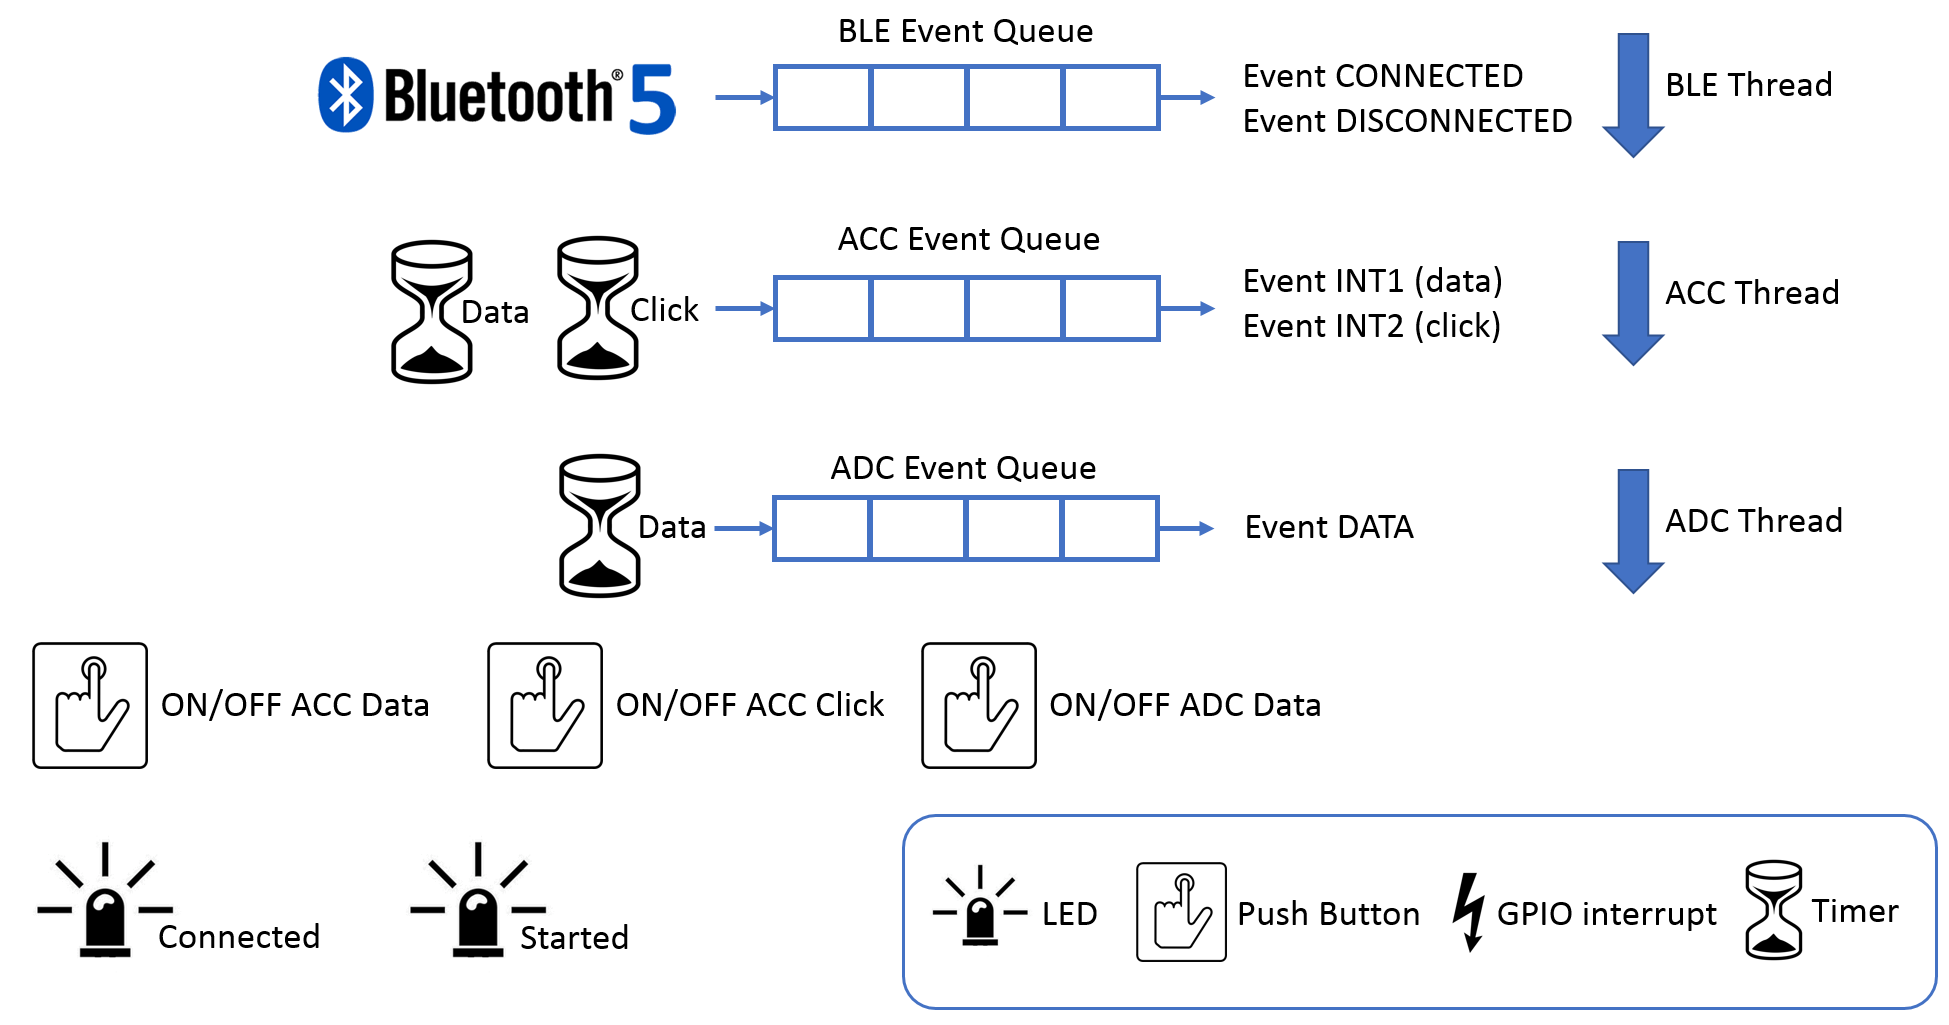 BLE Event Queue
Bluetooth® 5
Event CONNECTED
Event DISCONNECTED
BLE Thread
ACC Event Queue
Data
Click
Event INT1 (data)
Event INT2 (click)
ACC Thread
ADC Event Queue
Data
Event DATA
ADC Thread
ON/OFF ACC Data
ON/OFF ACC Click
ON/OFF ADC Data
Connected
Started
LED
Push Button
GPIO interrupt
Timer